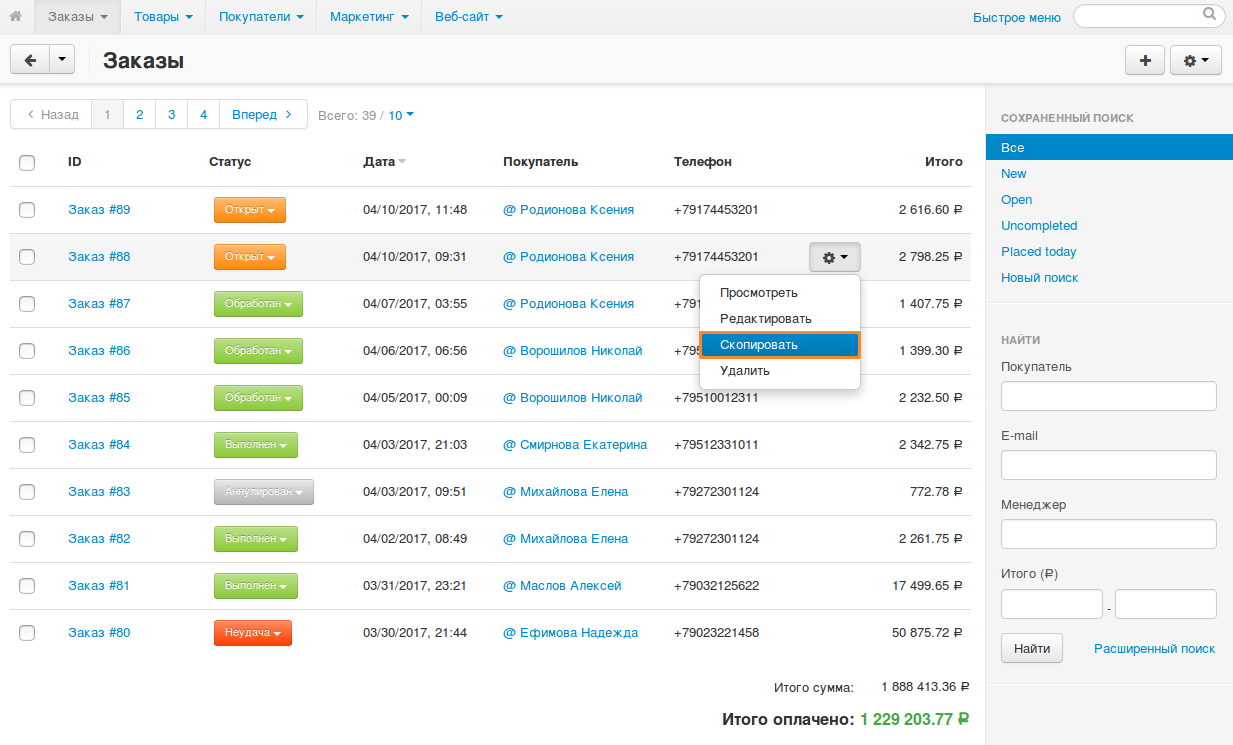 Заказы Товары Покупатели Маркетинг Веб-сайт Быстрое меню
Заказы
Назад 1 2 3 4 Вперед Всего: 39 / 10
ID Статус Дата Покупатель Телефон Итого
Заказ #89 Открыт 04/10/2017, 11:48 @ Родионова Ксения +79174453201 2 616.60 ₽
Заказ #88 Открыт 04/10/2017, 09:31 @ Родионова Ксения +79174453201 2 798.25 ₽
Заказ #87 Обработан 04/07/2017, 03:55 @ Родионова Ксения +791 1 407.75 ₽
Заказ #86 Обработан 04/06/2017, 06:56 @ Ворошилов Николай +795 1 399.30 ₽
Заказ #85 Обработан 04/05/2017, 00:09 @ Ворошилов Николай +79510012311 2 232.50 ₽
Заказ #84 Выполнен 04/03/2017, 21:03 @ Смирнова Екатерина +79512331011 2 342.75 ₽
Заказ #83 Аннулирован 04/03/2017, 09:51 @ Михайлова Елена +79272301124 772.78 ₽
Заказ #82 Выполнен 04/02/2017, 08:49 @ Михайлова Елена +79272301124 2 261.75 ₽
Заказ #81 Выполнен 03/31/2017, 23:21 @ Маслов Алексей +79032125622 17 499.65 ₽
Заказ #80 Неудача 03/30/2017, 21:44 @ Ефимова Надежда +79023221458 50 875.72 ₽
Просмотреть
Редактировать
Скопировать
Удалить
Итого сумма: 1 888 413.36 ₽
Итого оплачено: 1 229 203.77 ₽
СОХРАНЕННЫЙ ПОИСК
Все
New
Open
Uncompleted
Placed today
Новый поиск
НАЙТИ
Покупатель
E-mail
Менеджер
Итого (₽)
-
Найти Расширенный поиск